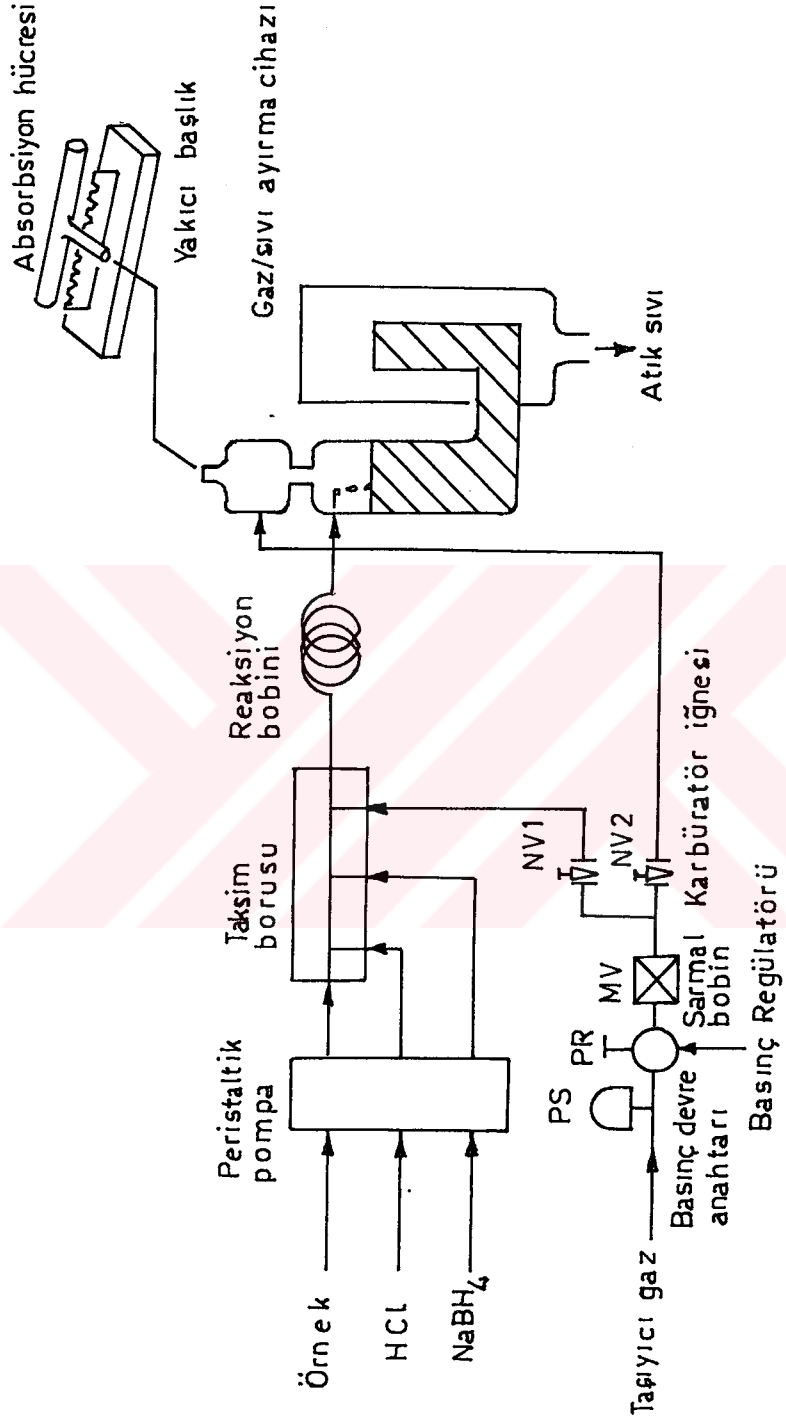 Örnek
HCl
NaBH4
Peristaltik
pompa
Taksim
borusu
Reaksiyon
bobini
Absorbsiyon hücresi
Yakıcı başlık
Gaz/sıvı ayırma cihazı
Atık sıvı
Taşıyıcı gaz
PS
Basınç devre
anahtarı
PR
Basınç Regülatörü
MV
Sarmal
bobin
NV1
NV2
Karbüratör iğnesi